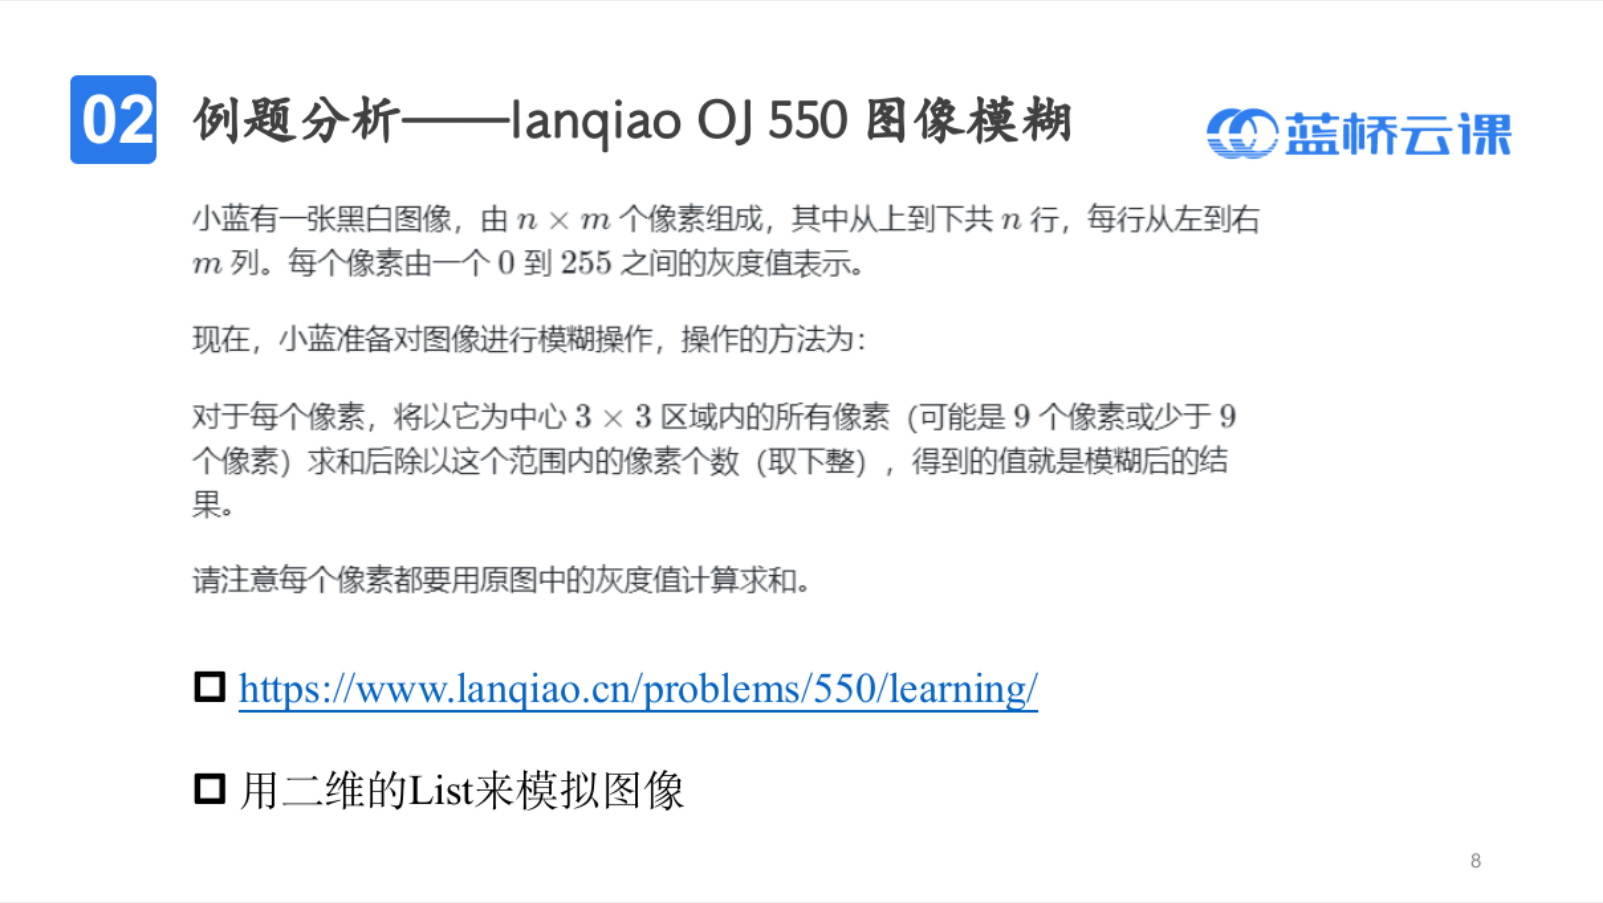 02
例题分析——lanqiao OJ 550 图像模糊
蓝桥云课
小蓝有一张黑白图像，由 n × m 个像素组成，其中从上到下共 n 行，每行从左到右
m 列。每个像素由一个 0 到 255 之间的灰度值表示。
现在，小蓝准备对图像进行模糊操作，操作的方法为：
对于每个像素，将以它为中心 3 × 3 区域内的所有像素（可能是 9 个像素或少于 9
个像素）求和后除以这个范围内的像素个数（取下整），得到的值就是模糊后的结
果。
请注意每个像素都要用原图中的灰度值计算求和。
https://www.lanqiao.cn/problems/550/learning/
用二维的List来模拟图像
8